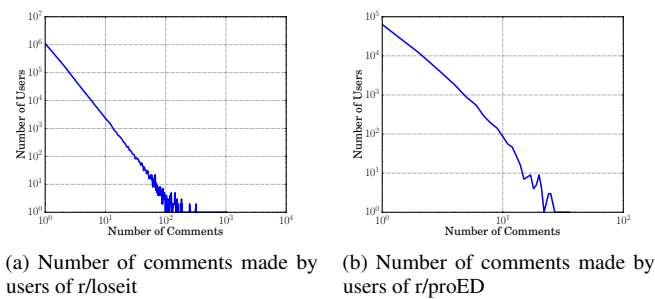 10^7
10^6
10^5
10^4
10^3
10^2
10^1
10^0
Number of Users
10^0 10^1 10^2 10^3 10^4
Number of Comments
(a) Number of comments made by
users of r/loseit
10^5
10^4
10^3
10^2
10^1
10^0
Number of Users
10^0 10^1 10^2
Number of Comments
(b) Number of comments made by
users of r/proED